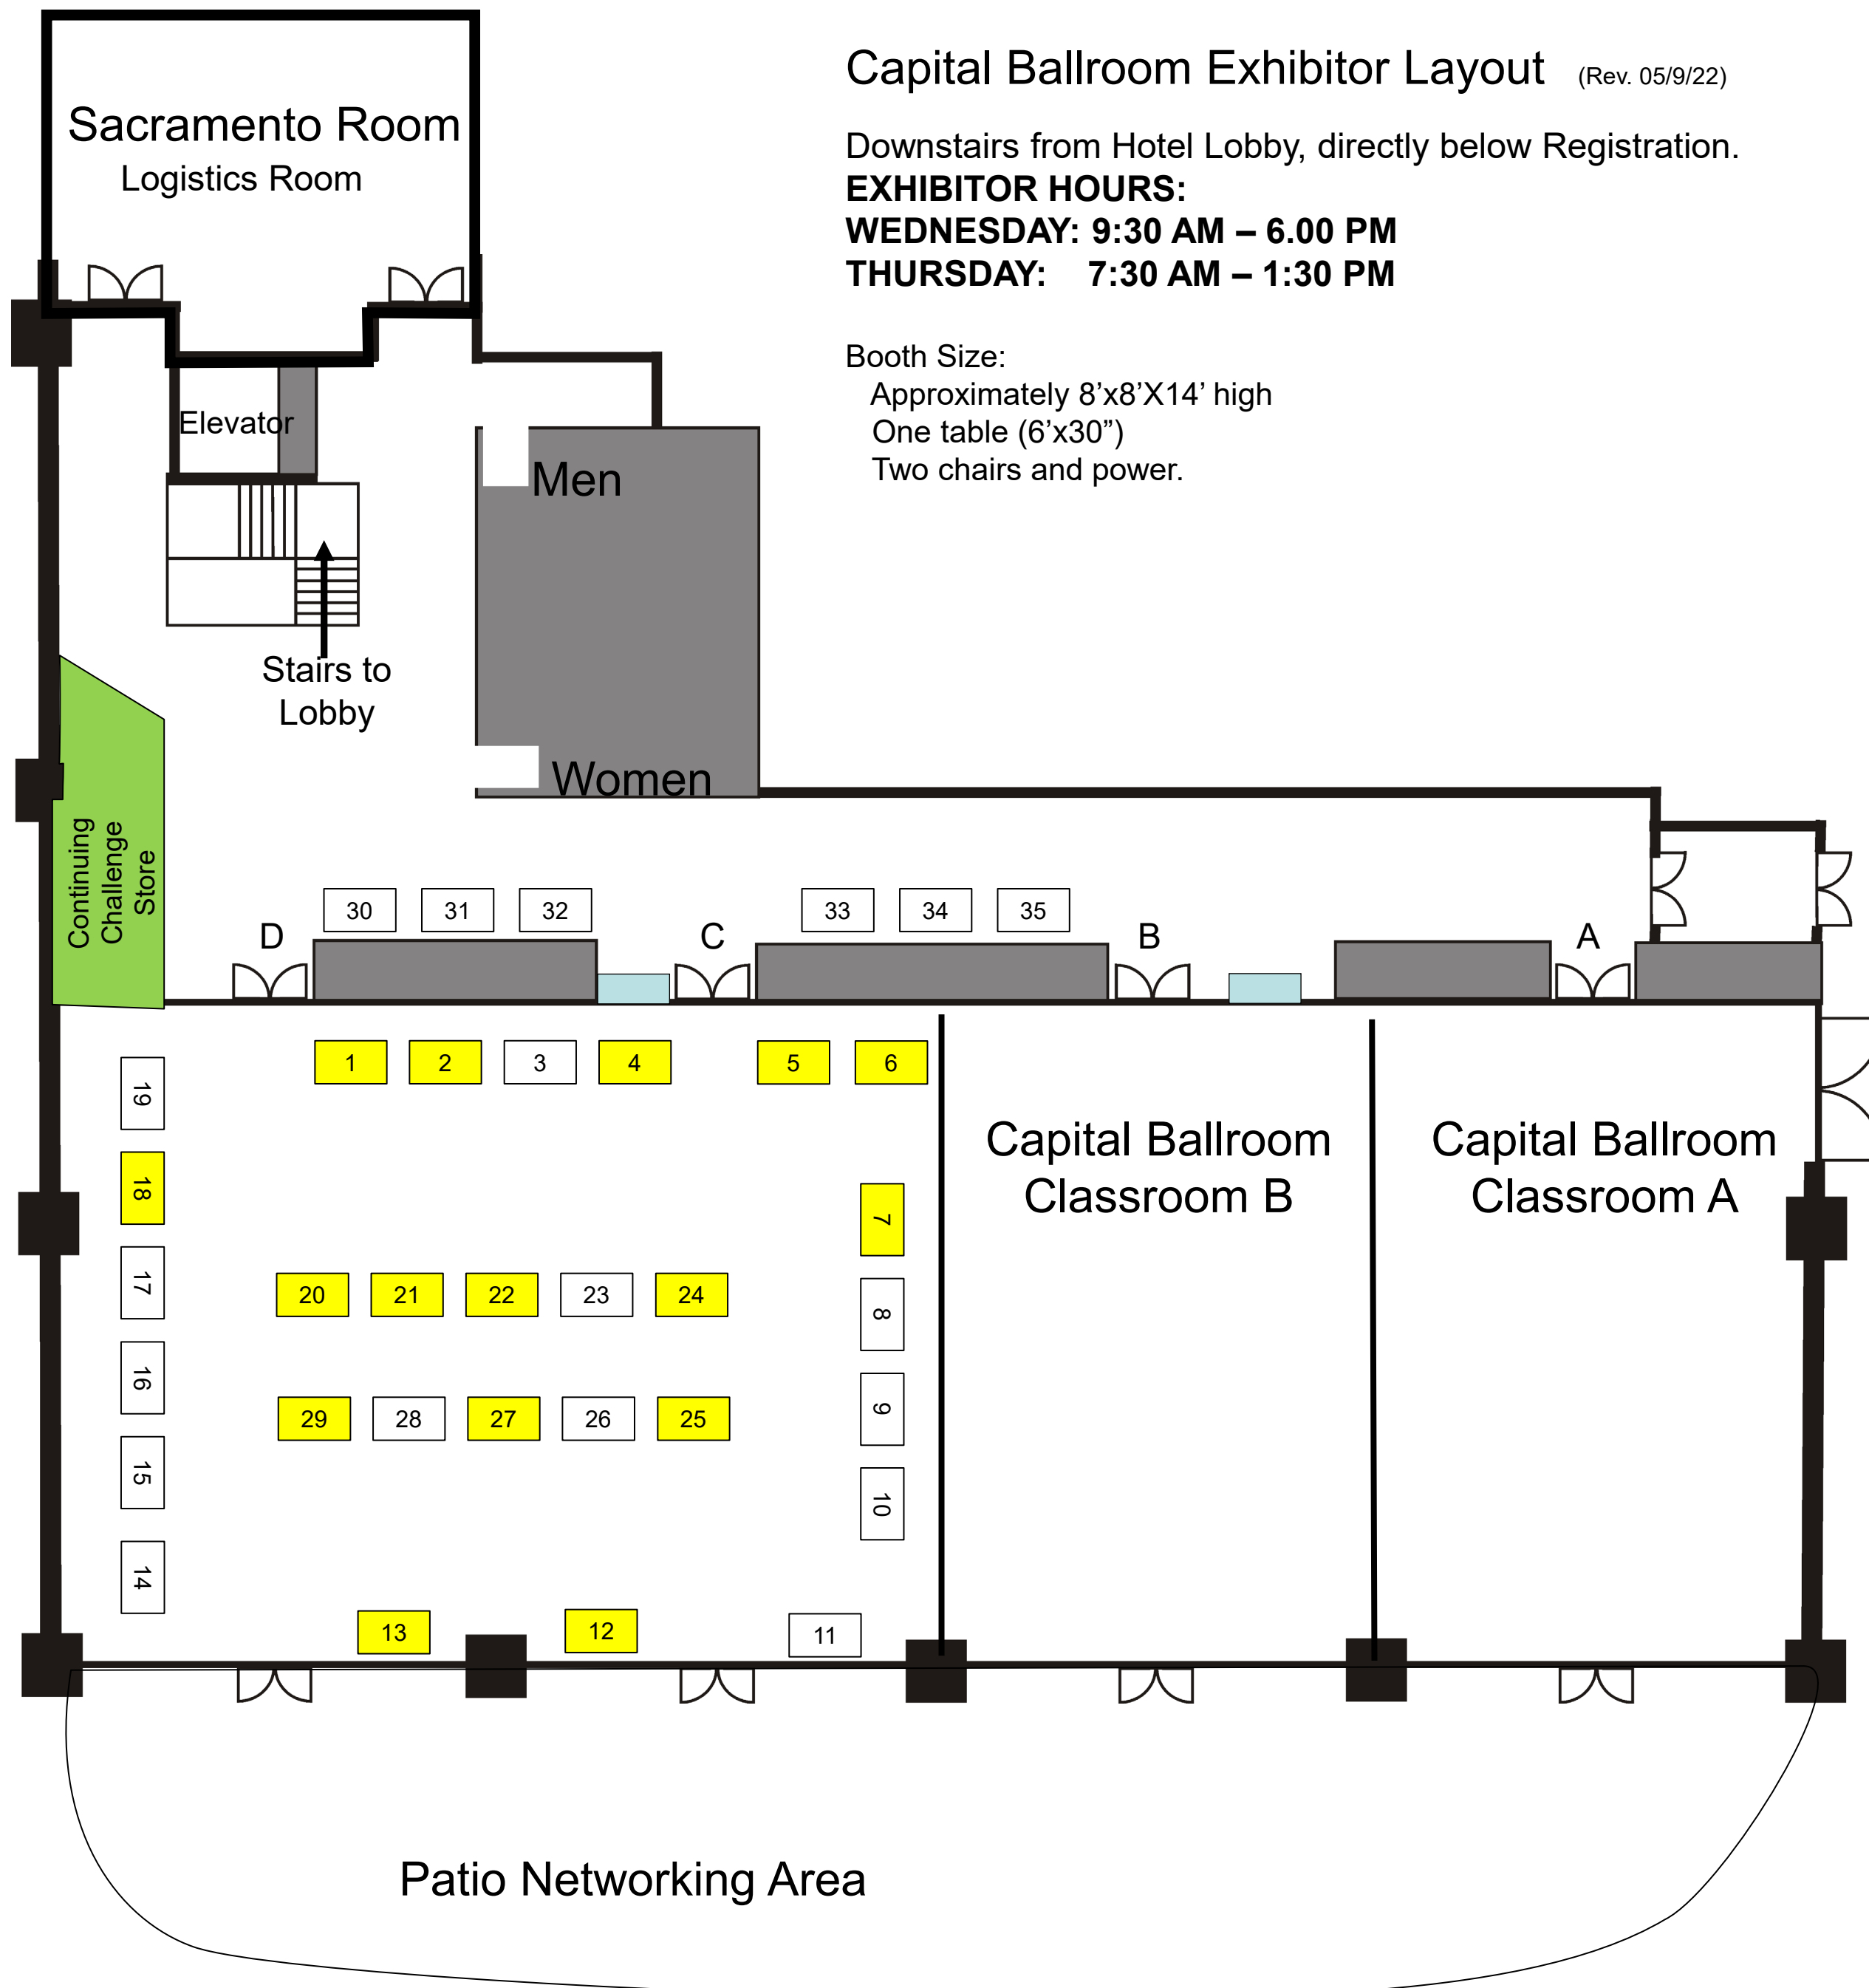 Capital Ballroom Exhibitor Layout (Rev. 05/9/22)
Downstairs from Hotel Lobby, directly below Registration.
EXHIBITOR HOURS:
WEDNESDAY: 9:30 AM – 6.00 PM
THURSDAY: 7:30 AM – 1:30 PM
Booth Size:
Approximately 8’x8’X14’ high
One table (6’x30”)
Two chairs and power.
Sacramento Room
Logistics Room
Elevator
Men
Stairs to
Lobby
Women
Continuing
Challenge
Store
30 31 32 33 34 35
D C B A
1 2 3 4 5 6
19
18
17
16
15
14
7
8
9
10
20 21 22 23 24
29 28 27 26 25
13 12 11
Capital Ballroom
Classroom B
Capital Ballroom
Classroom A
Patio Networking Area